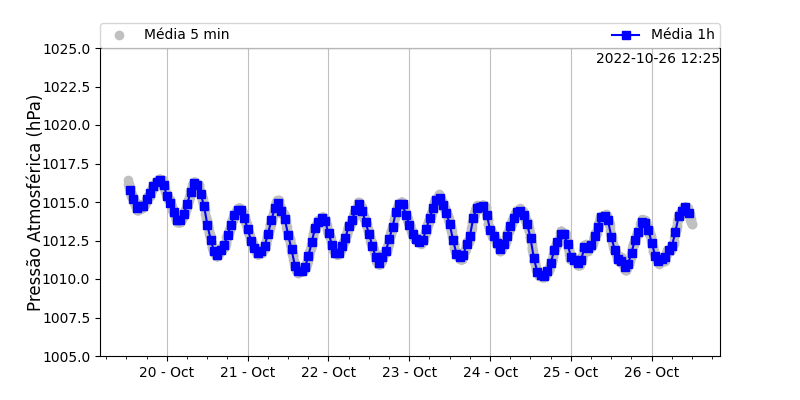 Média 5 min
Média 1h
2022-10-26 12:25
Pressão Atmosférica (hPa)
1025.0
1022.5
1020.0
1017.5
1015.0
1012.5
1010.0
1007.5
1005.0
20 - Oct
21 - Oct
22 - Oct
23 - Oct
24 - Oct
25 - Oct
26 - Oct